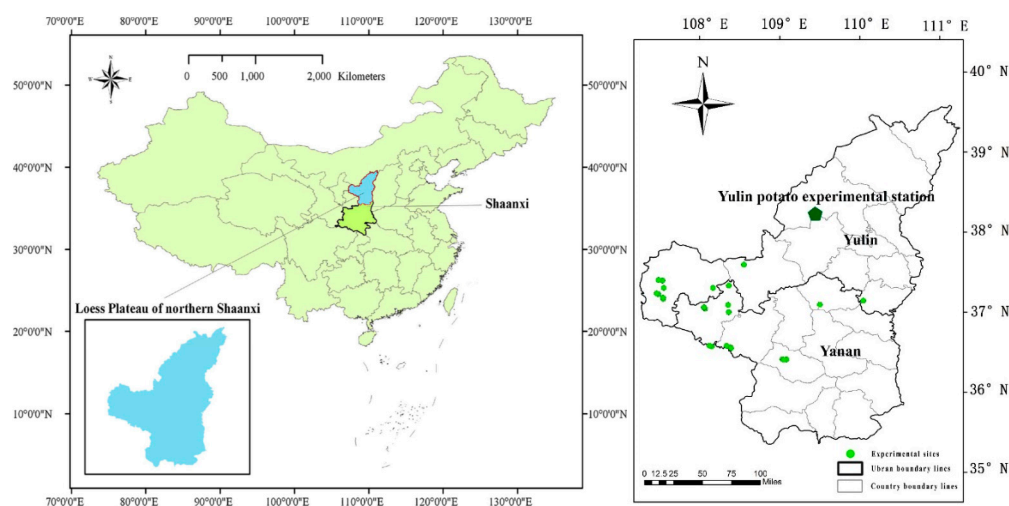 70°0'0"E 80°0'0"E 90°0'0"E 100°0'0"E 110°0'0"E 120°0'0"E 130°0'0"E
N
0 500 1,000 2,000 Kilometers
50°0'0"N 50°0'0"N
40°0'0"N 40°0'0"N
Shaanxi
30°0'0"N 30°0'0"N
Loess Plateau of northern Shaanxi
20°0'0"N 20°0'0"N
10°0'0"N 10°0'0"N
70°0'0"E 80°0'0"E 90°0'0"E 100°0'0"E 110°0'0"E 120°0'0"E 130°0'0"E
108°E 109°E 110°E 111°E
N
40°N
39°N
Yulin potato experimental station
38°N
Yulin
37°N
Yanan
36°N
Experimental sites
Ubran boundary lines
Country boundary lines
0 12.5 25 50 75 100
Miles
35°N